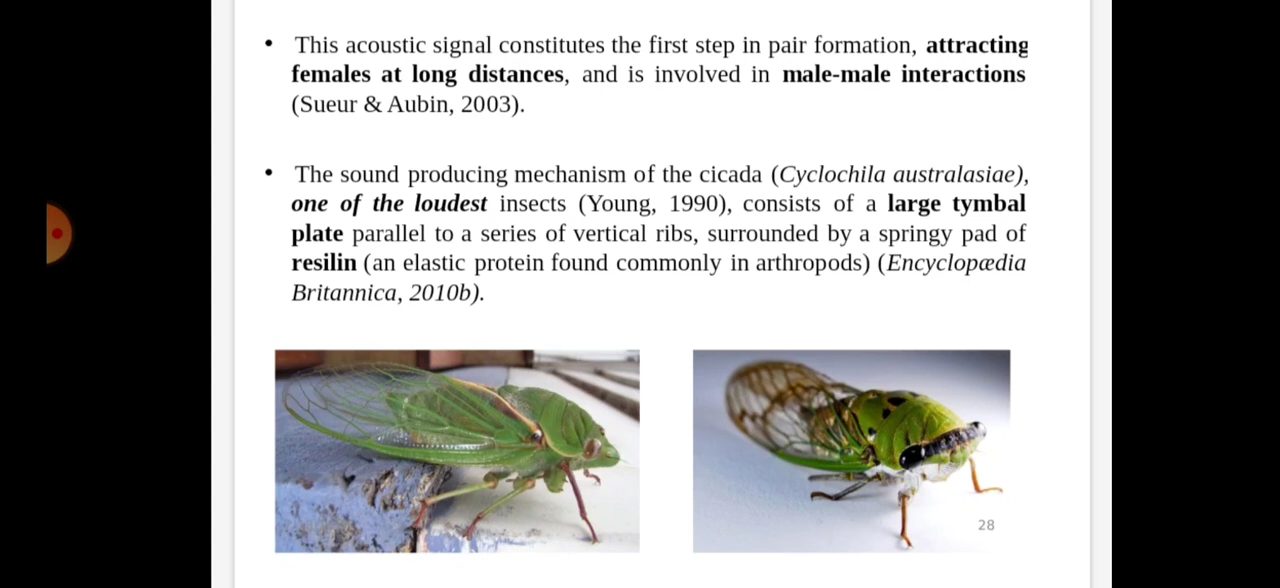 • This acoustic signal constitutes the first step in pair formation, attracting
females at long distances, and is involved in male-male interactions
(Sueur & Aubin, 2003).
• The sound producing mechanism of the cicada (Cyclochila australasiae),
one of the loudest insects (Young, 1990), consists of a large tymbal
plate parallel to a series of vertical ribs, surrounded by a springy pad of
resilin (an elastic protein found commonly in arthropods) (Encyclopædia
Britannica, 2010b).
28